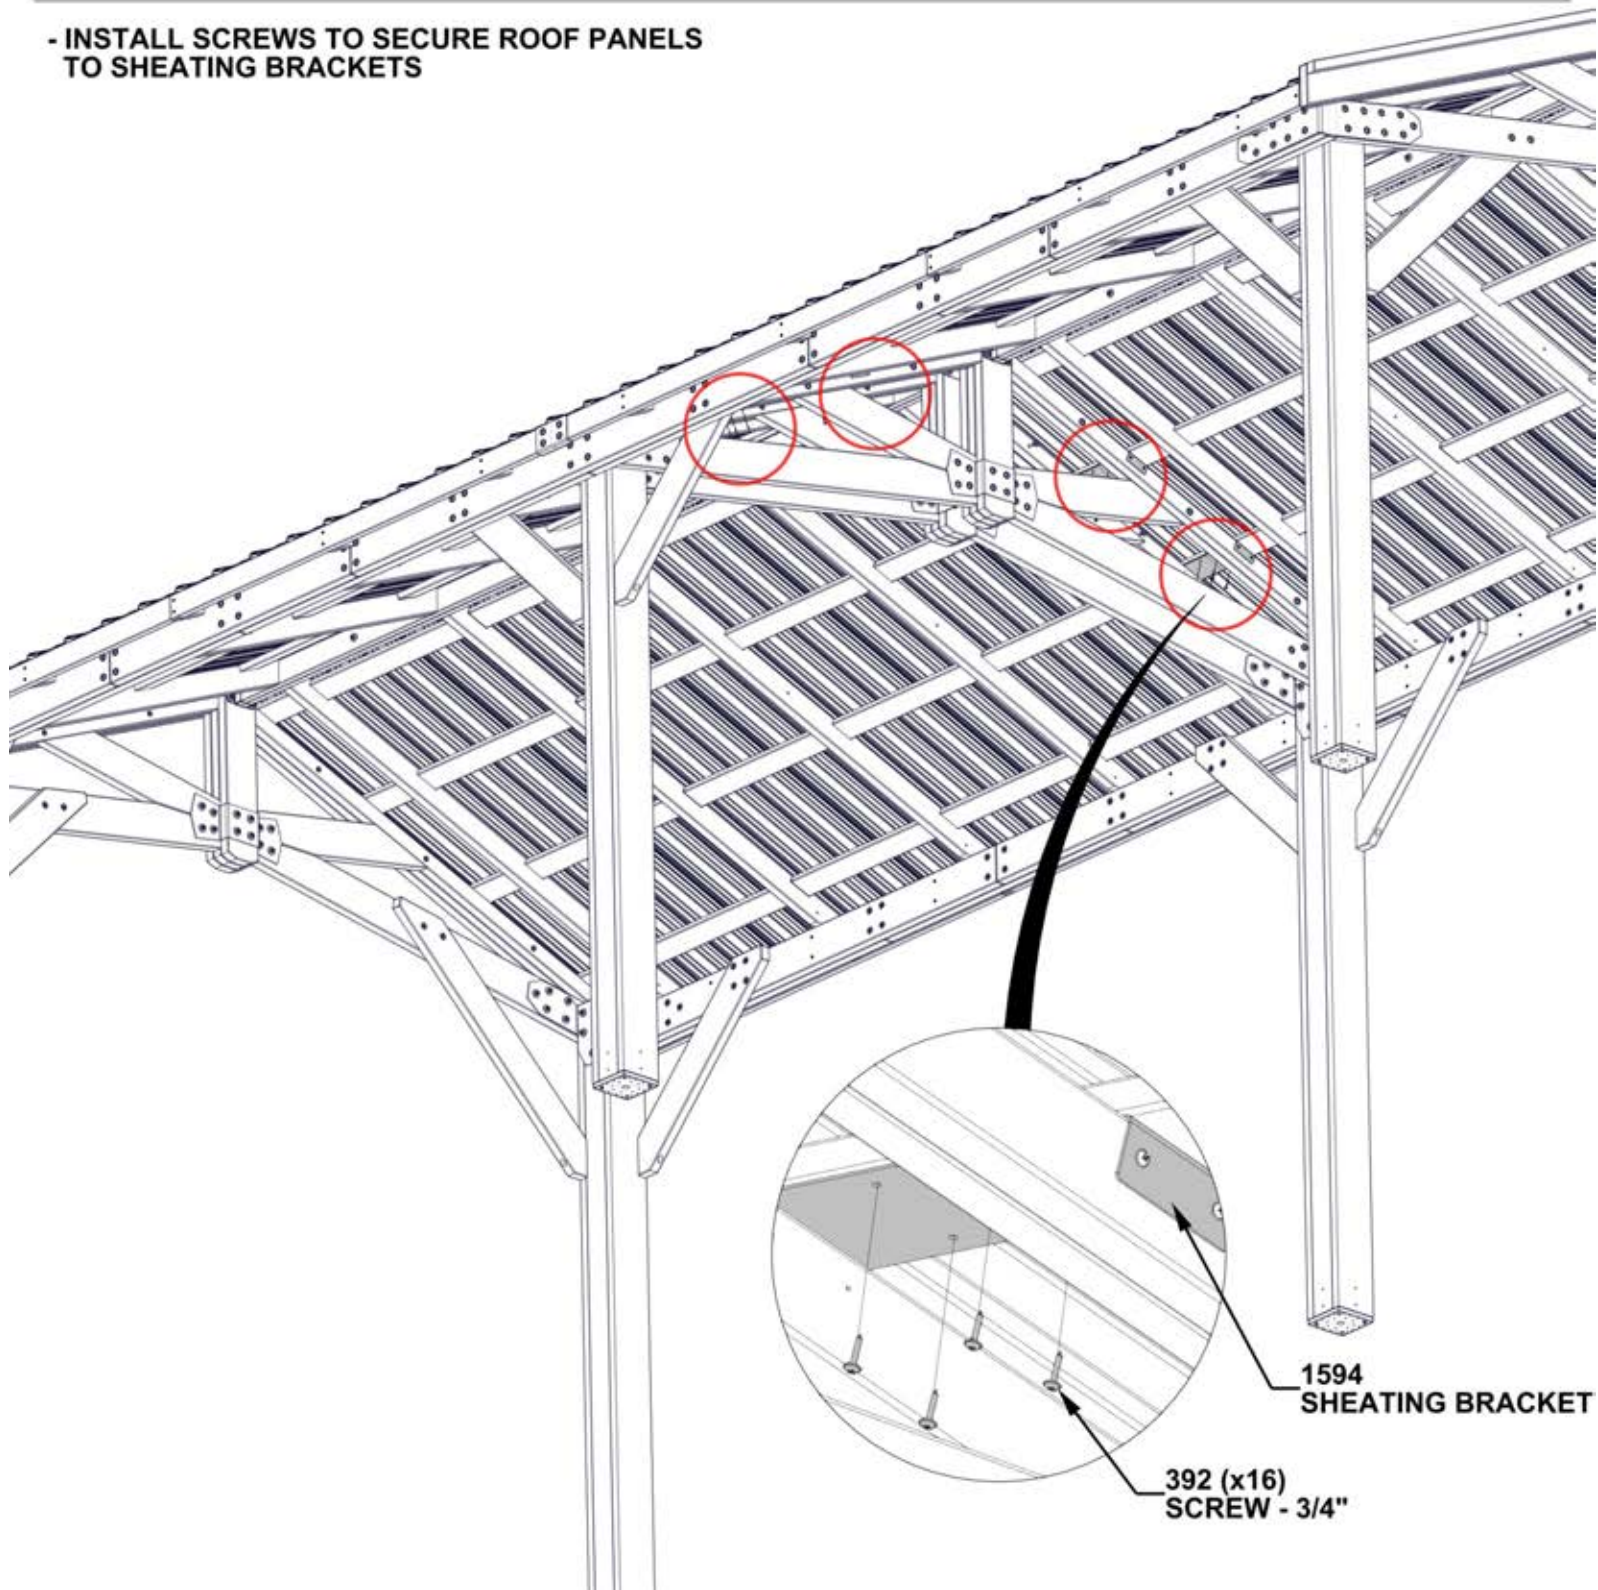 - INSTALL SCREWS TO SECURE ROOF PANELS
TO SHEATING BRACKETS
1594
SHEATING BRACKET
392 (x16)
SCREW - 3/4"